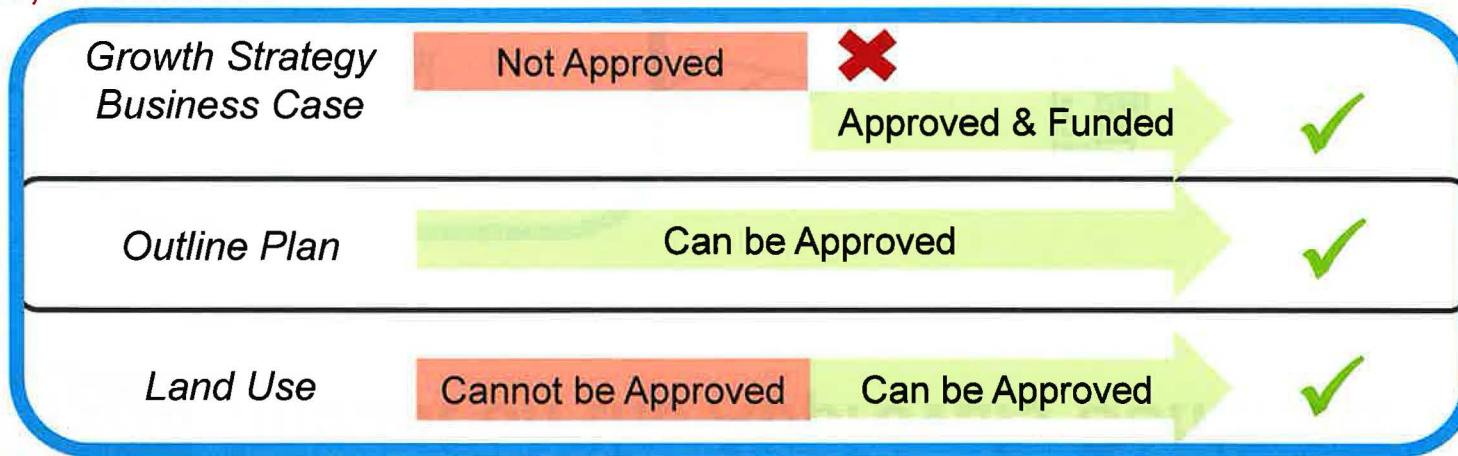 Growth Strategy
Business Case
Not Approved
Approved & Funded
Outline Plan
Can be Approved
Land Use
Cannot be Approved
Can be Approved